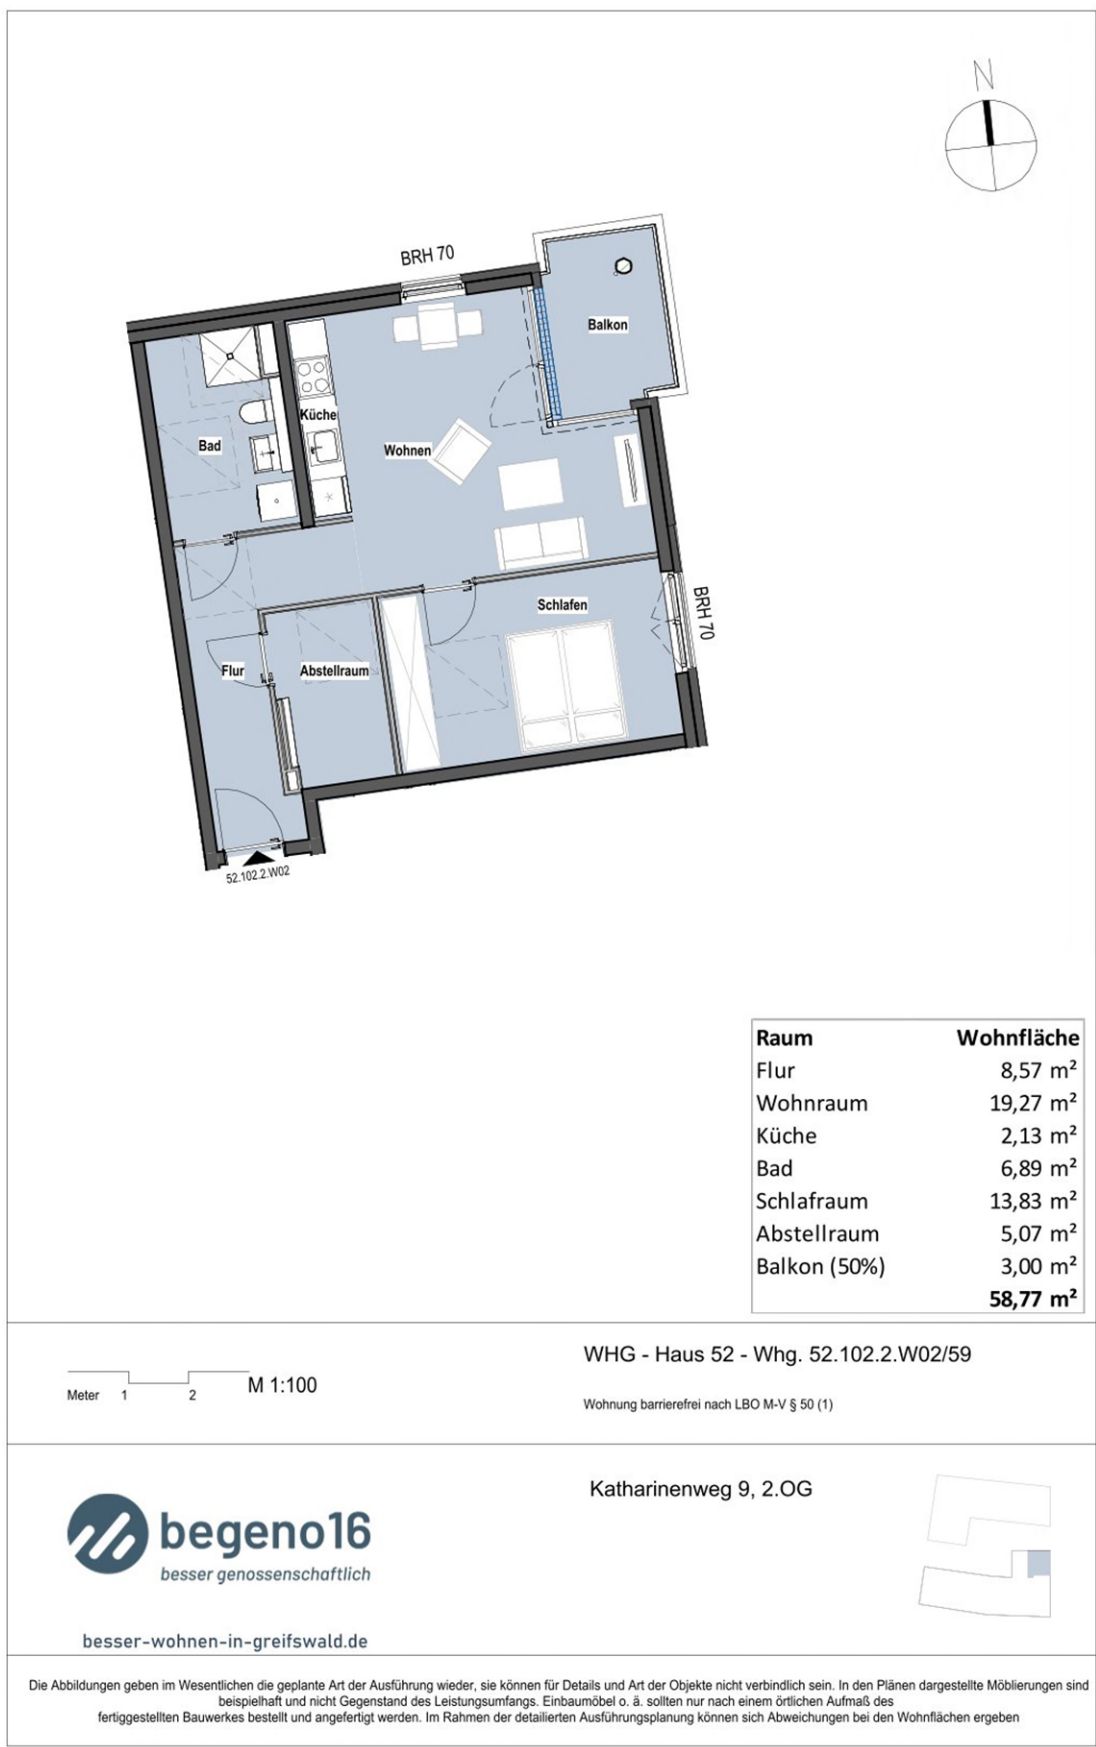 N
BRH 70
Balkon
Küche
Bad
Wohnen
Schlafen
BRH 70
Flur
Abstellraum
52.102.2.W02
Raum Wohnfläche
Flur 8,57 m²
Wohnraum 19,27 m²
Küche 2,13 m²
Bad 6,89 m²
Schlafraum 13,83 m²
Abstellraum 5,07 m²
Balkon (50%) 3,00 m²
58,77 m²
WHG - Haus 52 - Whg. 52.102.2.W02/59
Meter 1 2 M 1:100
Wohnung barrierefrei nach LBO M-V § 50 (1)
Katharinenweg 9, 2.OG
begeno16
besser genossenschaftlich
besser-wohnen-in-greifswald.de
Die Abbildungen geben im Wesentlichen die geplante Art der Ausführung wieder, sie können für Details und Art der Objekte nicht verbindlich sein. In den Plänen dargestellte Möblierungen sind
beispielhaft und nicht Gegenstand des Leistungsumfangs. Einbaumöbel o. ä. sollten nur nach einem örtlichen Aufmaß des
fertiggestellten Bauwerkes bestellt und angefertigt werden. Im Rahmen der detailierten Ausführungsplanung können sich Abweichungen bei den Wohnflächen ergeben